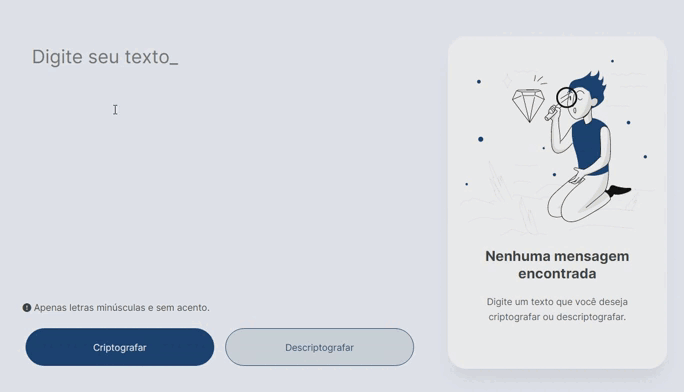 Digite seu texto_
Apenas letras minúsculas e sem acento.
Criptografar
Descriptografar
Nenhuma mensagem
encontrada
Digite um texto que você deseja
criptografar ou descriptografar.